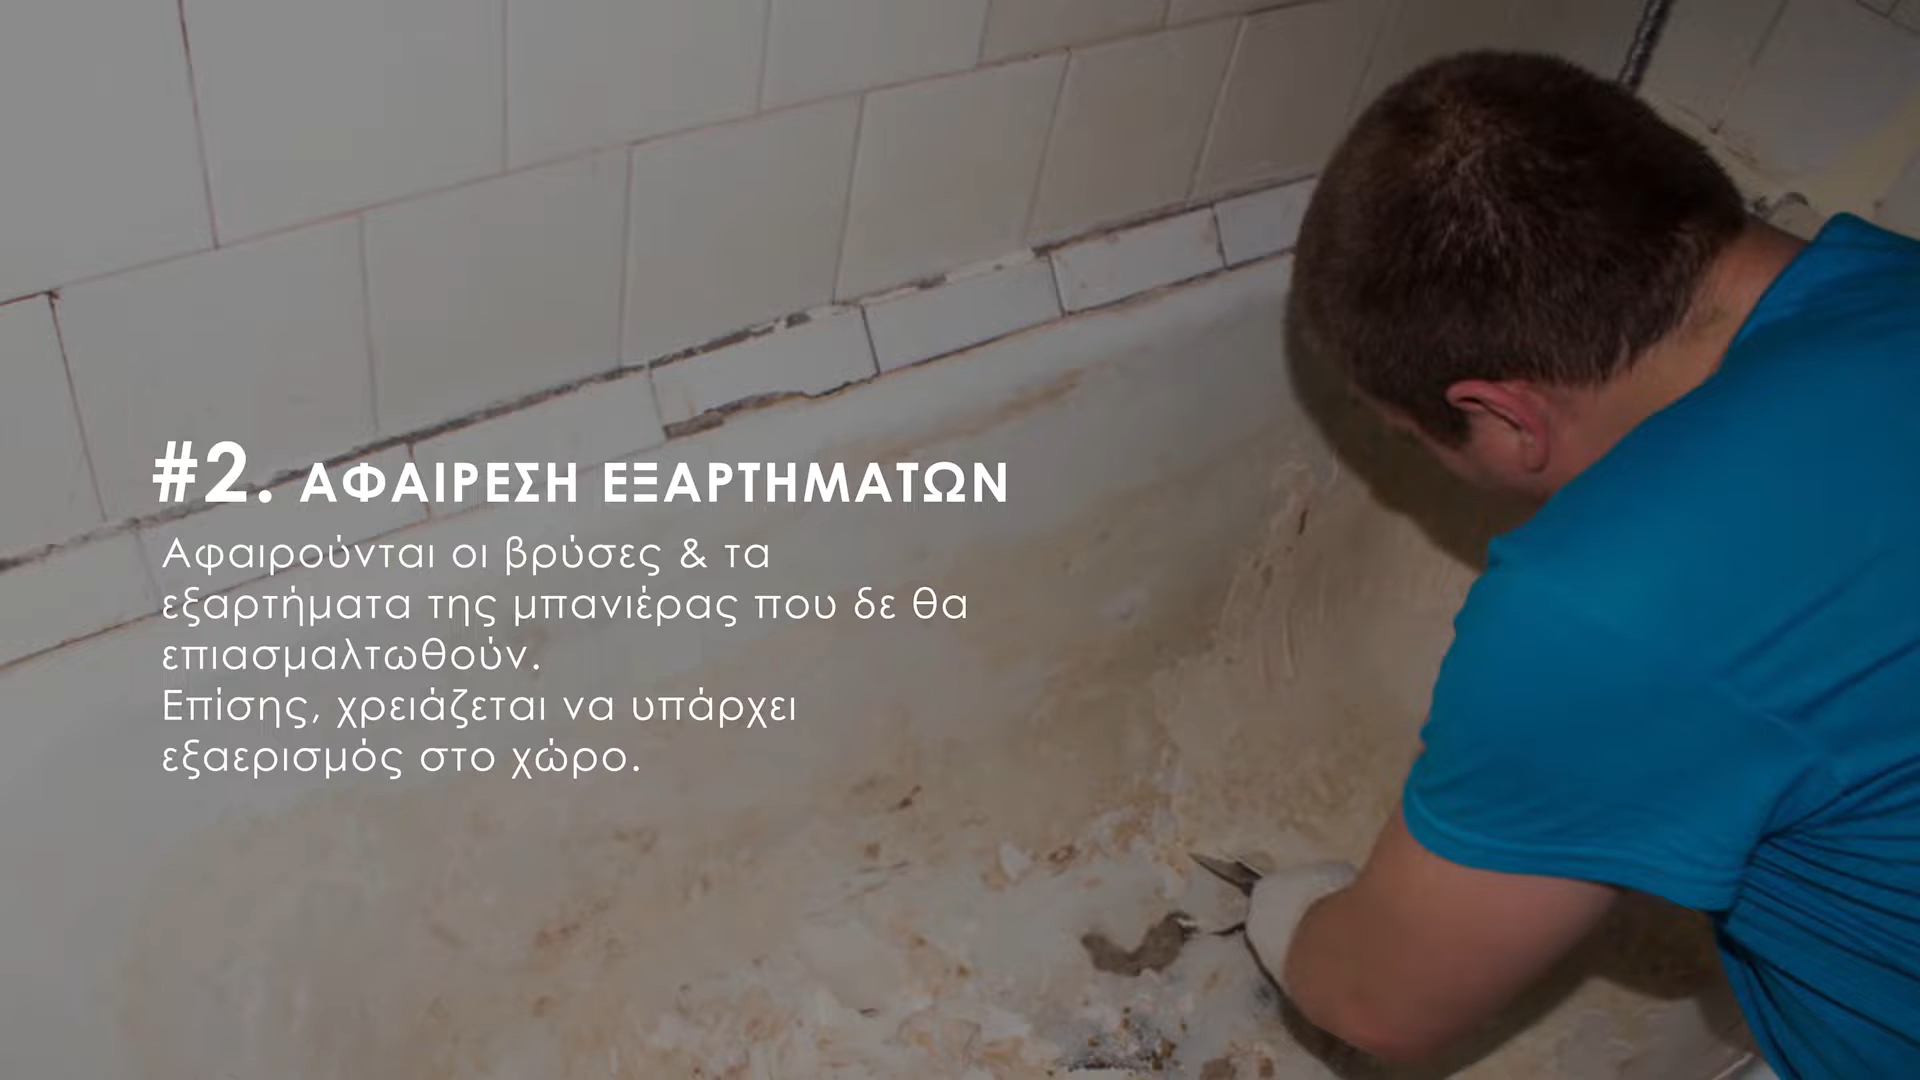 #2. ΑΦΑΙΡΕΣΗ ΕΞΑΡΤΗΜΑΤΩΝ
Αφαιρούνται οι βρύσες & τα
εξαρτήματα της μπανιέρας που δε θα
επιασμαλτωθούν.
Επίσης, χρειάζεται να υπάρχει
εξαερισμός στο χώρο.